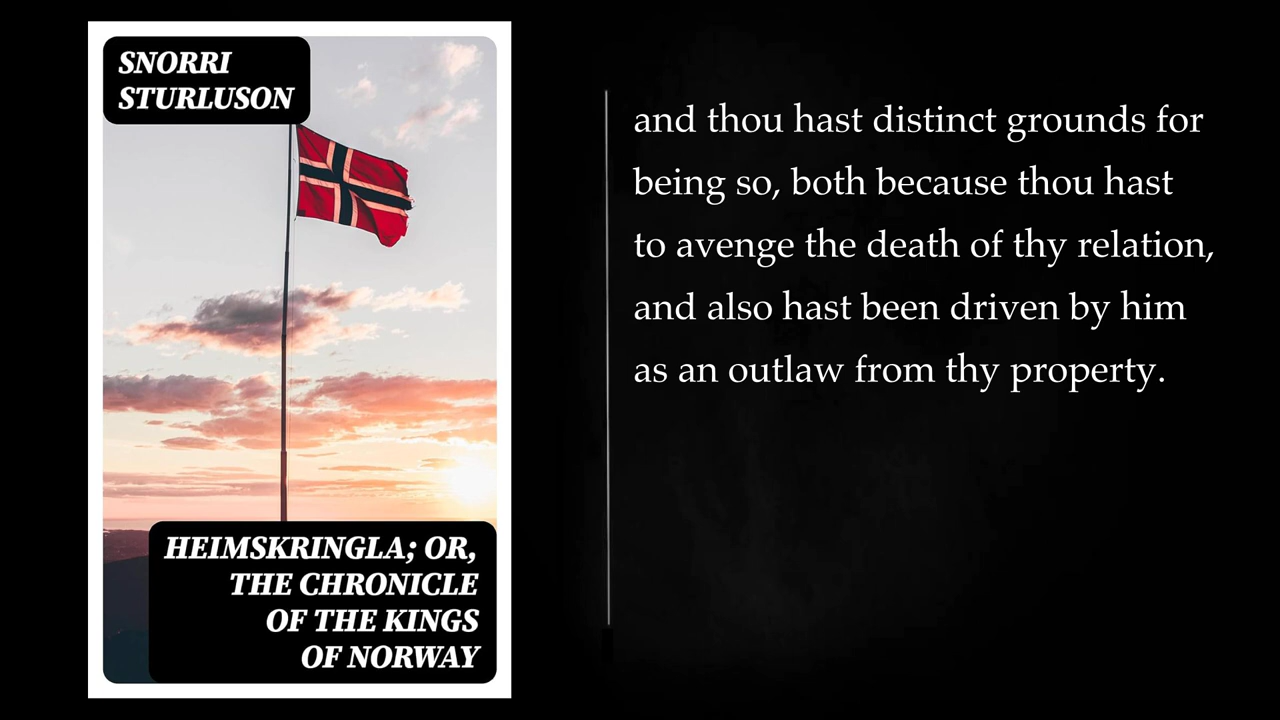 SNORRI
STURLUSON
HEIMSKRINGLA; OR,
THE CHRONICLE
OF THE KINGS
OF NORWAY
and thou hast distinct grounds for
being so, both because thou hast
to avenge the death of thy relation,
and also hast been driven by him
as an outlaw from thy property.